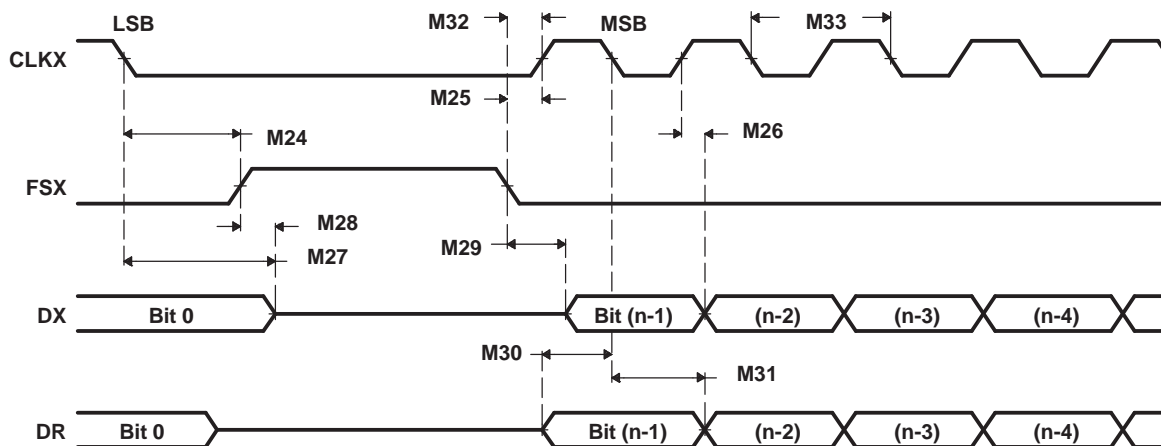 LSB M32 MSB M33
CLKX
M25
M24 M26
FSX
M28
M29
M27
DX Bit 0 Bit (n-1) (n-2) (n-3) (n-4)
M30
M31
DR Bit 0 Bit (n-1) (n-2) (n-3) (n-4)